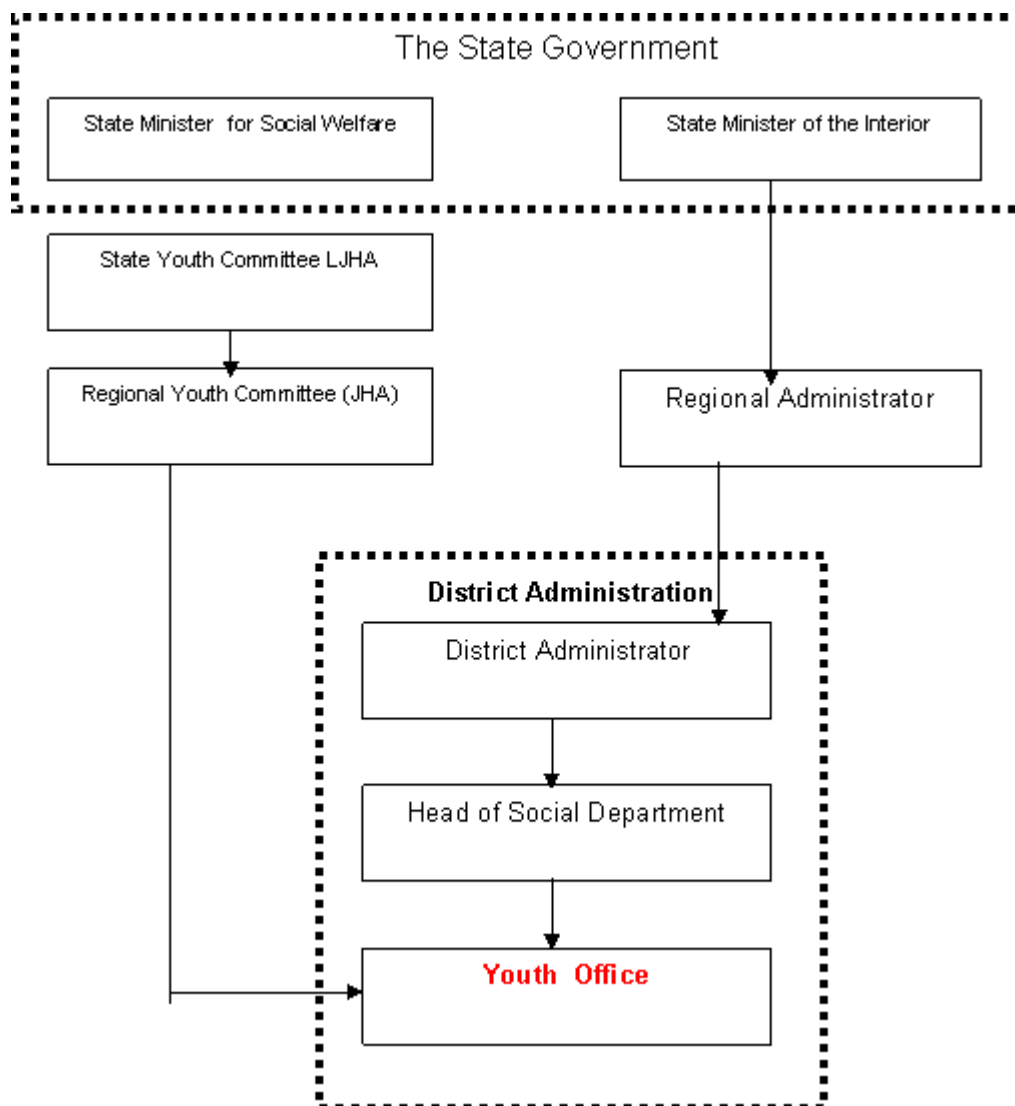 The State Government
State Minister for Social Welfare
State Minister of the Interior
State Youth Committee LJHA
Regional Youth Committee (JHA)
Regional Administrator
District Administration
District Administrator
Head of Social Department
Youth Office